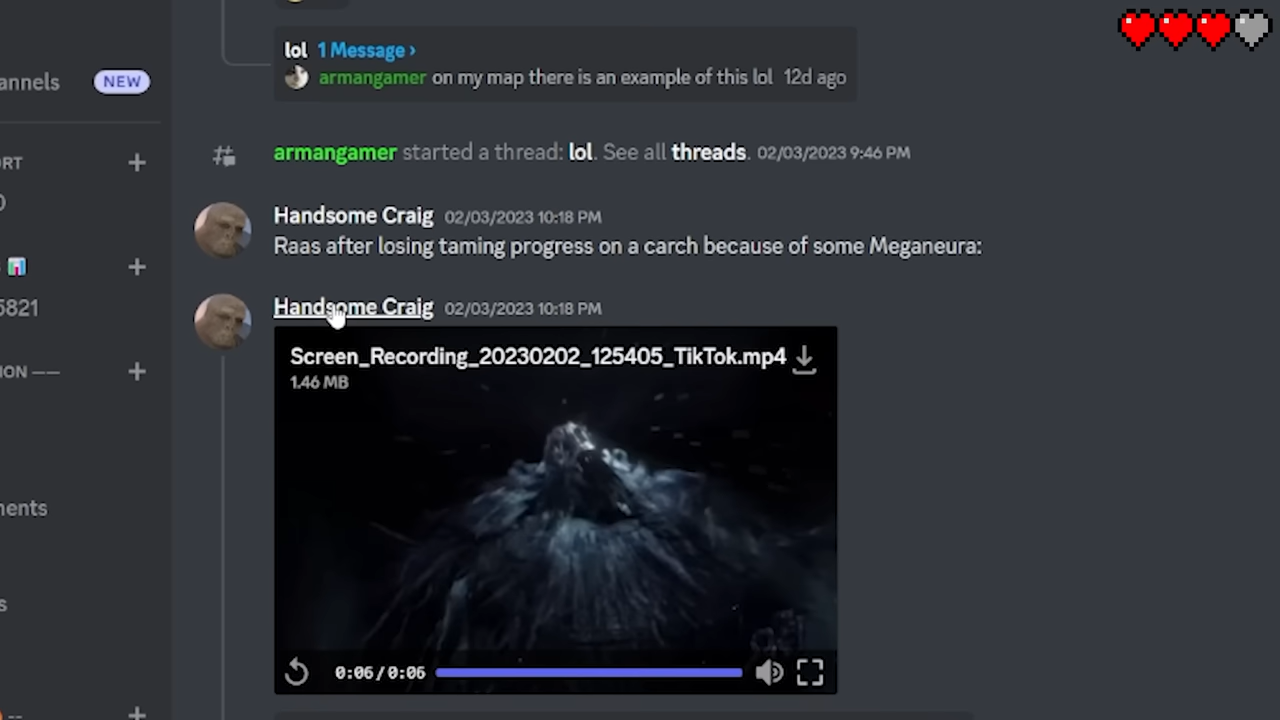 lol 1 Message ›
armangamer on my map there is an example of this lol 12d ago
annels NEW
armangamer started a thread: lol. See all threads. 02/03/2023 9:46 PM
RT
Handsome Craig 02/03/2023 10:18 PM
Raas after losing taming progress on a carch because of some Meganeura:
5821
Handsome Craig 02/03/2023 10:18 PM
Screen_Recording_20230202_125405_TikTok.mp4
1.46 MB
ION ——
nents
s
0:06/0:06
--